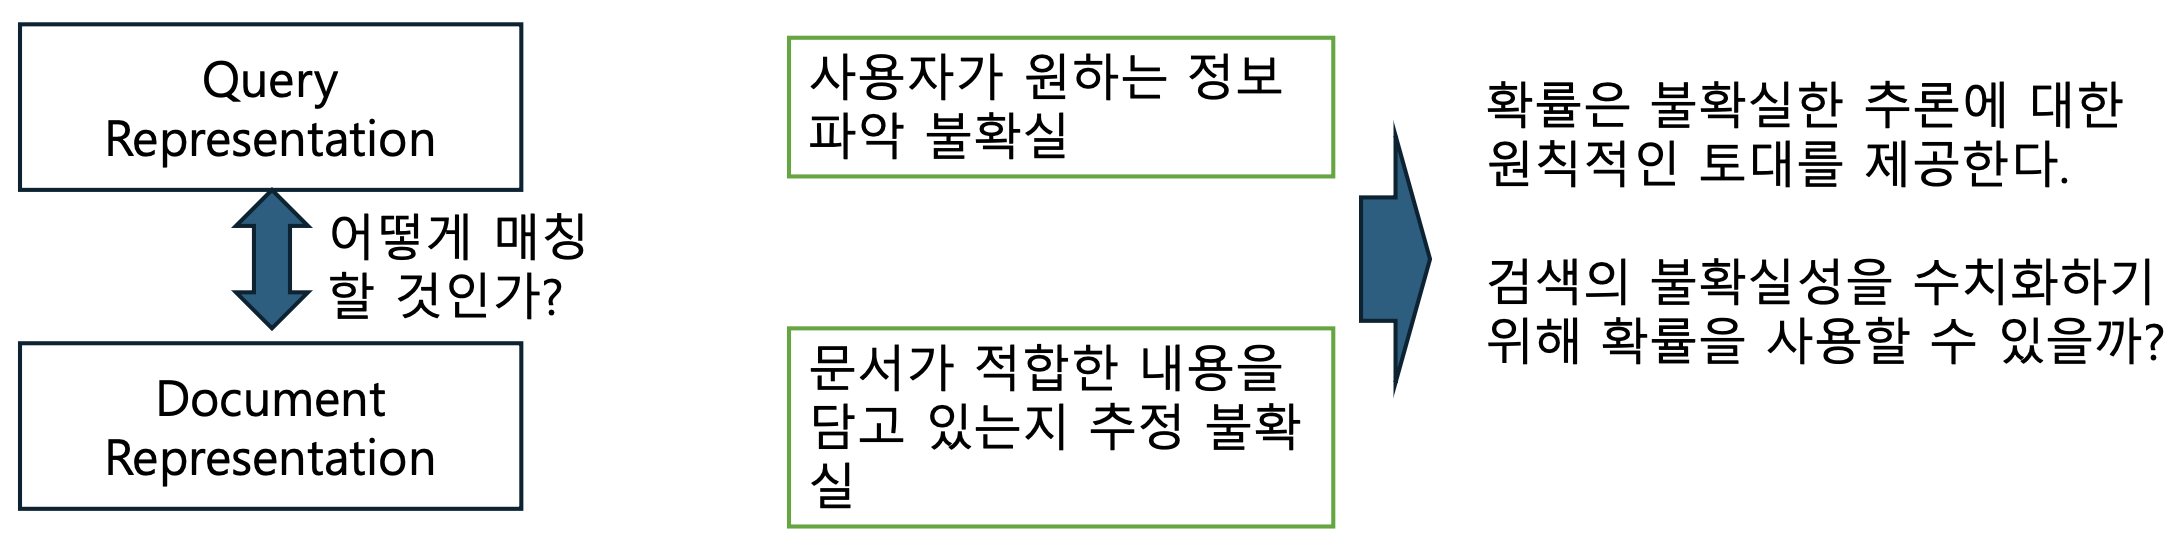 Query
Representation
어떻게 매칭
할 것인가?
Document
Representation
사용자가 원하는 정보
파악 불확실
문서가 적합한 내용을
담고 있는지 추정 불확
실
확률은 불확실한 추론에 대한
원칙적인 토대를 제공한다.
검색의 불확실성을 수치화하기
위해 확률을 사용할 수 있을까?